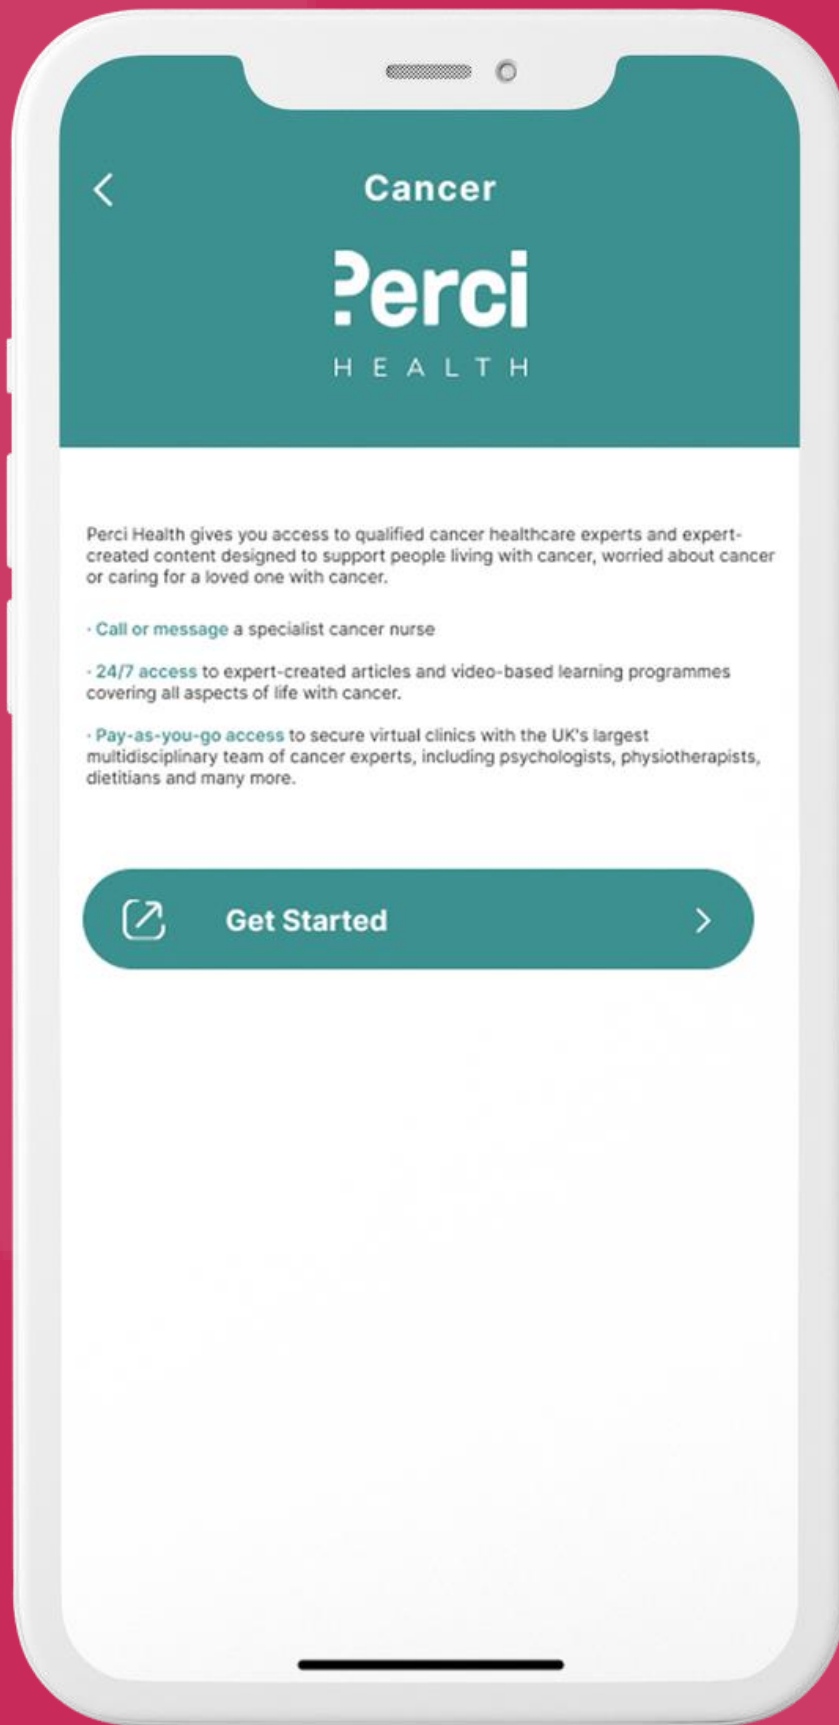 Cancer
Perci
HEALTH
Perci Health gives you access to qualified cancer healthcare experts and expert-
created content designed to support people living with cancer, worried about cancer
or caring for a loved one with cancer.
· Call or message a specialist cancer nurse
· 24/7 access to expert-created articles and video-based learning programmes
covering all aspects of life with cancer.
· Pay-as-you-go access to secure virtual clinics with the UK's largest
multidisciplinary team of cancer experts, including psychologists, physiotherapists,
dietitians and many more.
Get Started